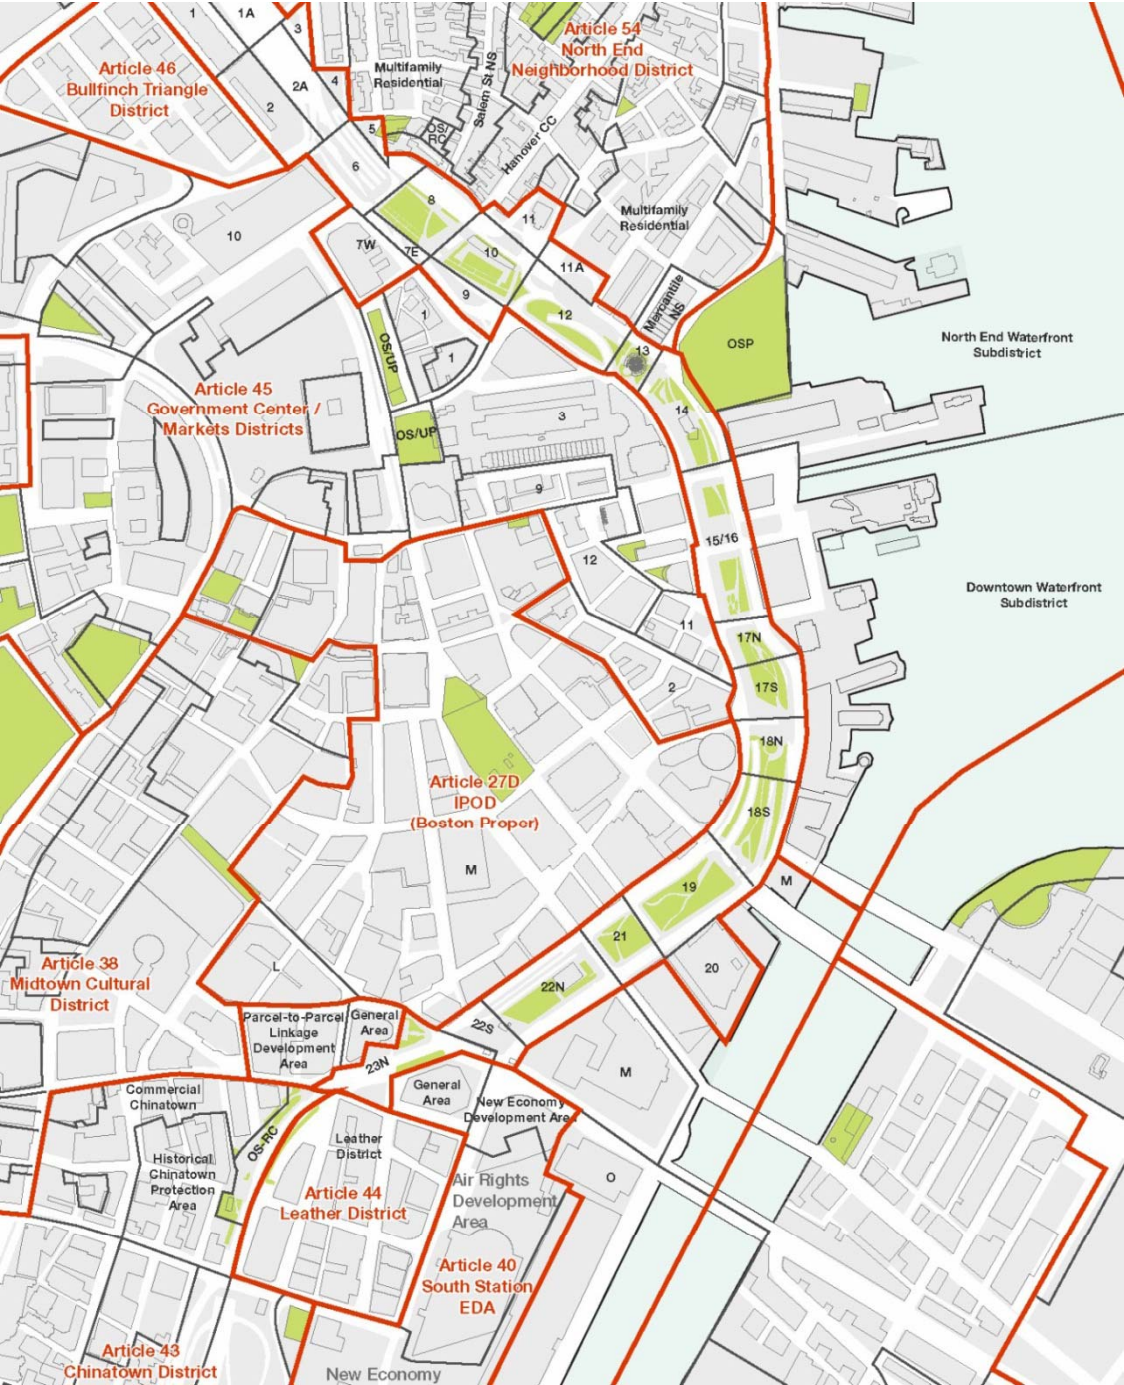 1
1A
3
Article 54
North End
Neighborhood District
Article 46
Bullfinch Triangle
District
Multifamily
Residential
Salem St NS
2A
4
2
5
OS/
RC
Hanover CC
6
8
11
Multifamily
Residential
10
7W
7E
10
11A
9
Mercantile
NS
1
12
OS/UP
1
13
OSP
North End Waterfront
Subdistrict
Article 45
Government Center /
Markets Districts
3
14
OS/UP
9
15/16
12
Downtown Waterfront
Subdistrict
11
17N
2
17S
18N
Article 27D
IPOD
(Boston Proper)
18S
M
M
19
21
Article 38
Midtown Cultural
District
L
20
22N
Parcel-to-Parcel
Linkage
Development
Area
General
Area
22S
23N
M
Commercial
Chinatown
General
Area
New Economy
Development Area
OS-RC
Leather
District
Historical
Chinatown
Protection
Area
Air Rights
Development
Area
O
Article 44
Leather District
Article 40
South Station
EDA
Article 43
Chinatown District
New Economy